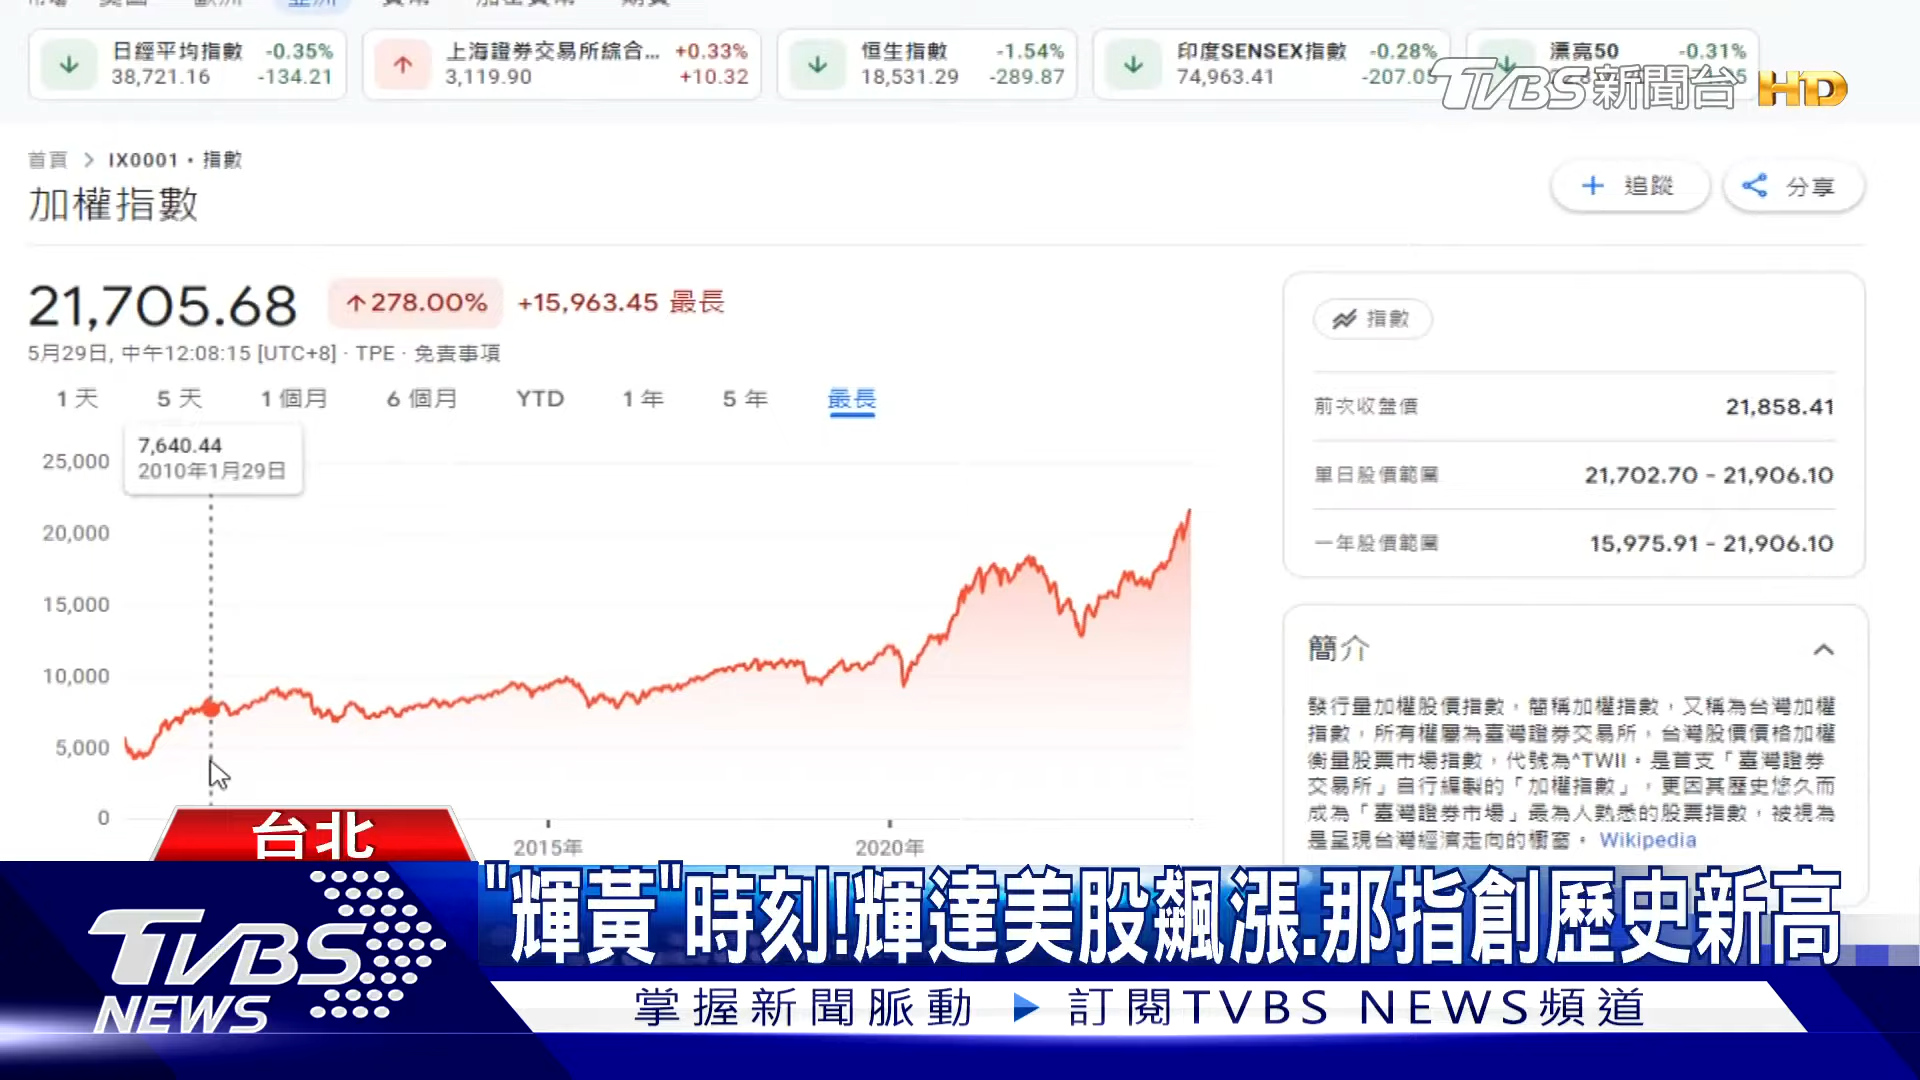 亞洲
日經平均指數 -0.35%
38,721.16 -134.21
上海證券交易所綜合... +0.33%
3,119.90 +10.32
恒生指數 -1.54%
18,531.29 -289.87
印度SENSEX指數 -0.28%
74,963.41 -207.05
漂亮50 -0.31%
TVBS新聞台 HD
首頁 > IX0001・指數
加權指數
追蹤
分享
21,705.68 ↑278.00% +15,963.45 最長
5月29日, 中午12:08:15 [UTC+8] · TPE · 免責事項
1 天 5 天 1 個月 6 個月 YTD 1 年 5 年 最長
7,640.44
2010年1月29日
25,000
20,000
15,000
10,000
5,000
0
2015年 2020年
指數
前次收盤價 21,858.41
單日股價範圍 21,702.70 - 21,906.10
一年股價範圍 15,975.91 - 21,906.10
簡介
發行量加權股價指數，簡稱加權指數，又稱為台灣加權
指數，所有權屬為臺灣證券交易所，台灣股價價格加權
衡量股票市場指數，代號為^TWII。是首支「臺灣證券
交易所」自行編製的「加權指數」，更因其歷史悠久而
成為「臺灣證券市場」最為人熟悉的股票指數，被視為
是呈現台灣經濟走向的櫥窗。 Wikipedia
台北
"輝黃"時刻!輝達美股飆漲.那指創歷史新高
TVBS
NEWS
掌握新聞脈動 ▶ 訂閱TVBS NEWS頻道